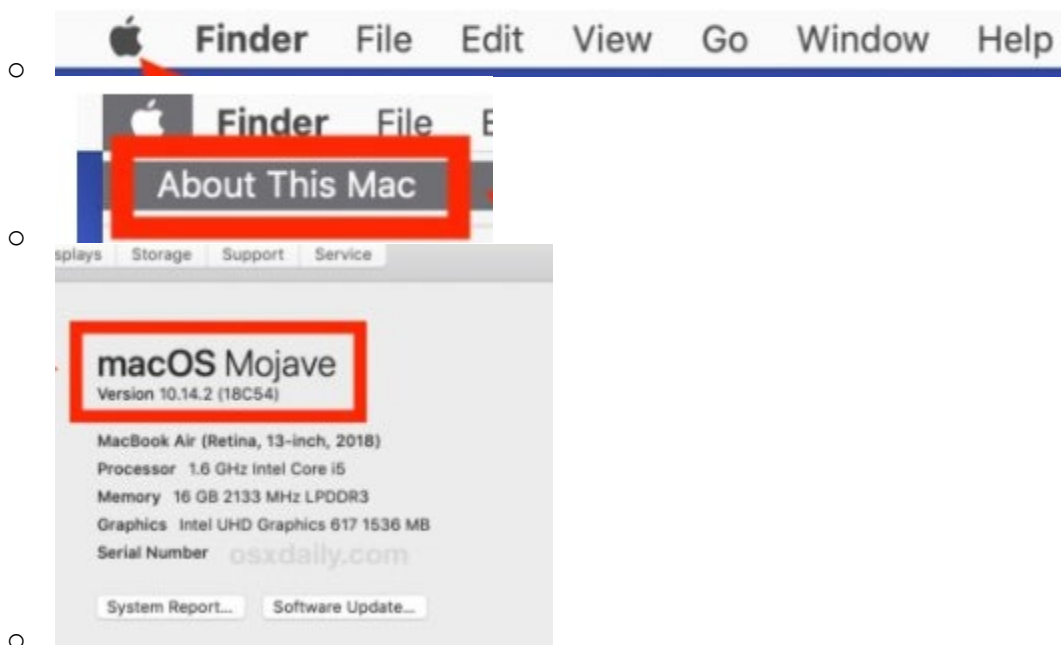 Finder File Edit View Go Window Help
Finder File
About This Mac
splays Storage Support Service
macOS Mojave
Version 10.14.2 (18C54)
MacBook Air (Retina, 13-inch, 2018)
Processor 1.6 GHz Intel Core i5
Memory 16 GB 2133 MHz LPDDR3
Graphics Intel UHD Graphics 617 1536 MB
Serial Number osxdaily.com
System Report... Software Update...